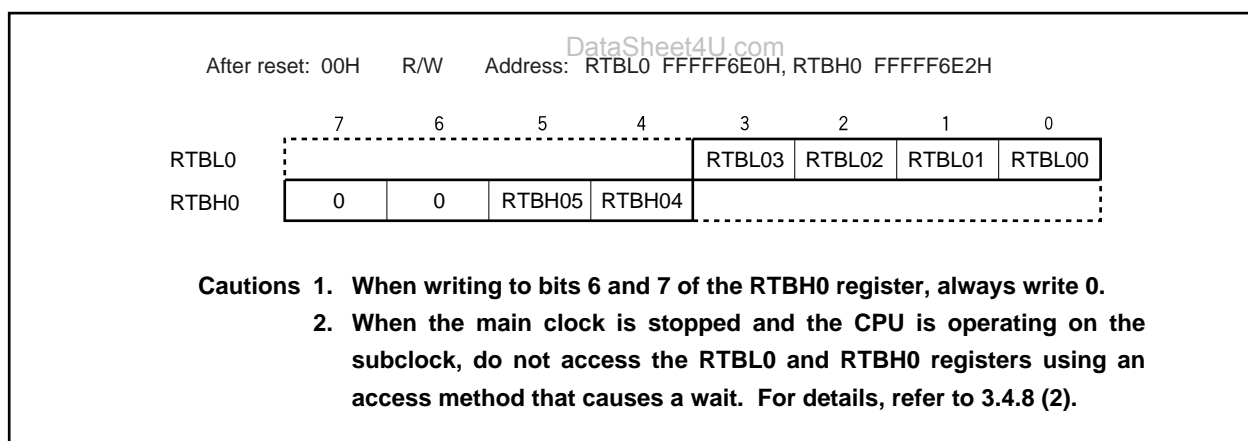 DataSheet4U.com
After reset: 00H R/W Address: RTBL0 FFFFF6E0H, RTBH0 FFFFF6E2H
7 6 5 4 3 2 1 0
RTBL0 RTBL03 RTBL02 RTBL01 RTBL00
RTBH0 0 0 RTBH05 RTBH04
Cautions 1. When writing to bits 6 and 7 of the RTBH0 register, always write 0.
2. When the main clock is stopped and the CPU is operating on the
subclock, do not access the RTBL0 and RTBH0 registers using an
access method that causes a wait. For details, refer to 3.4.8 (2).